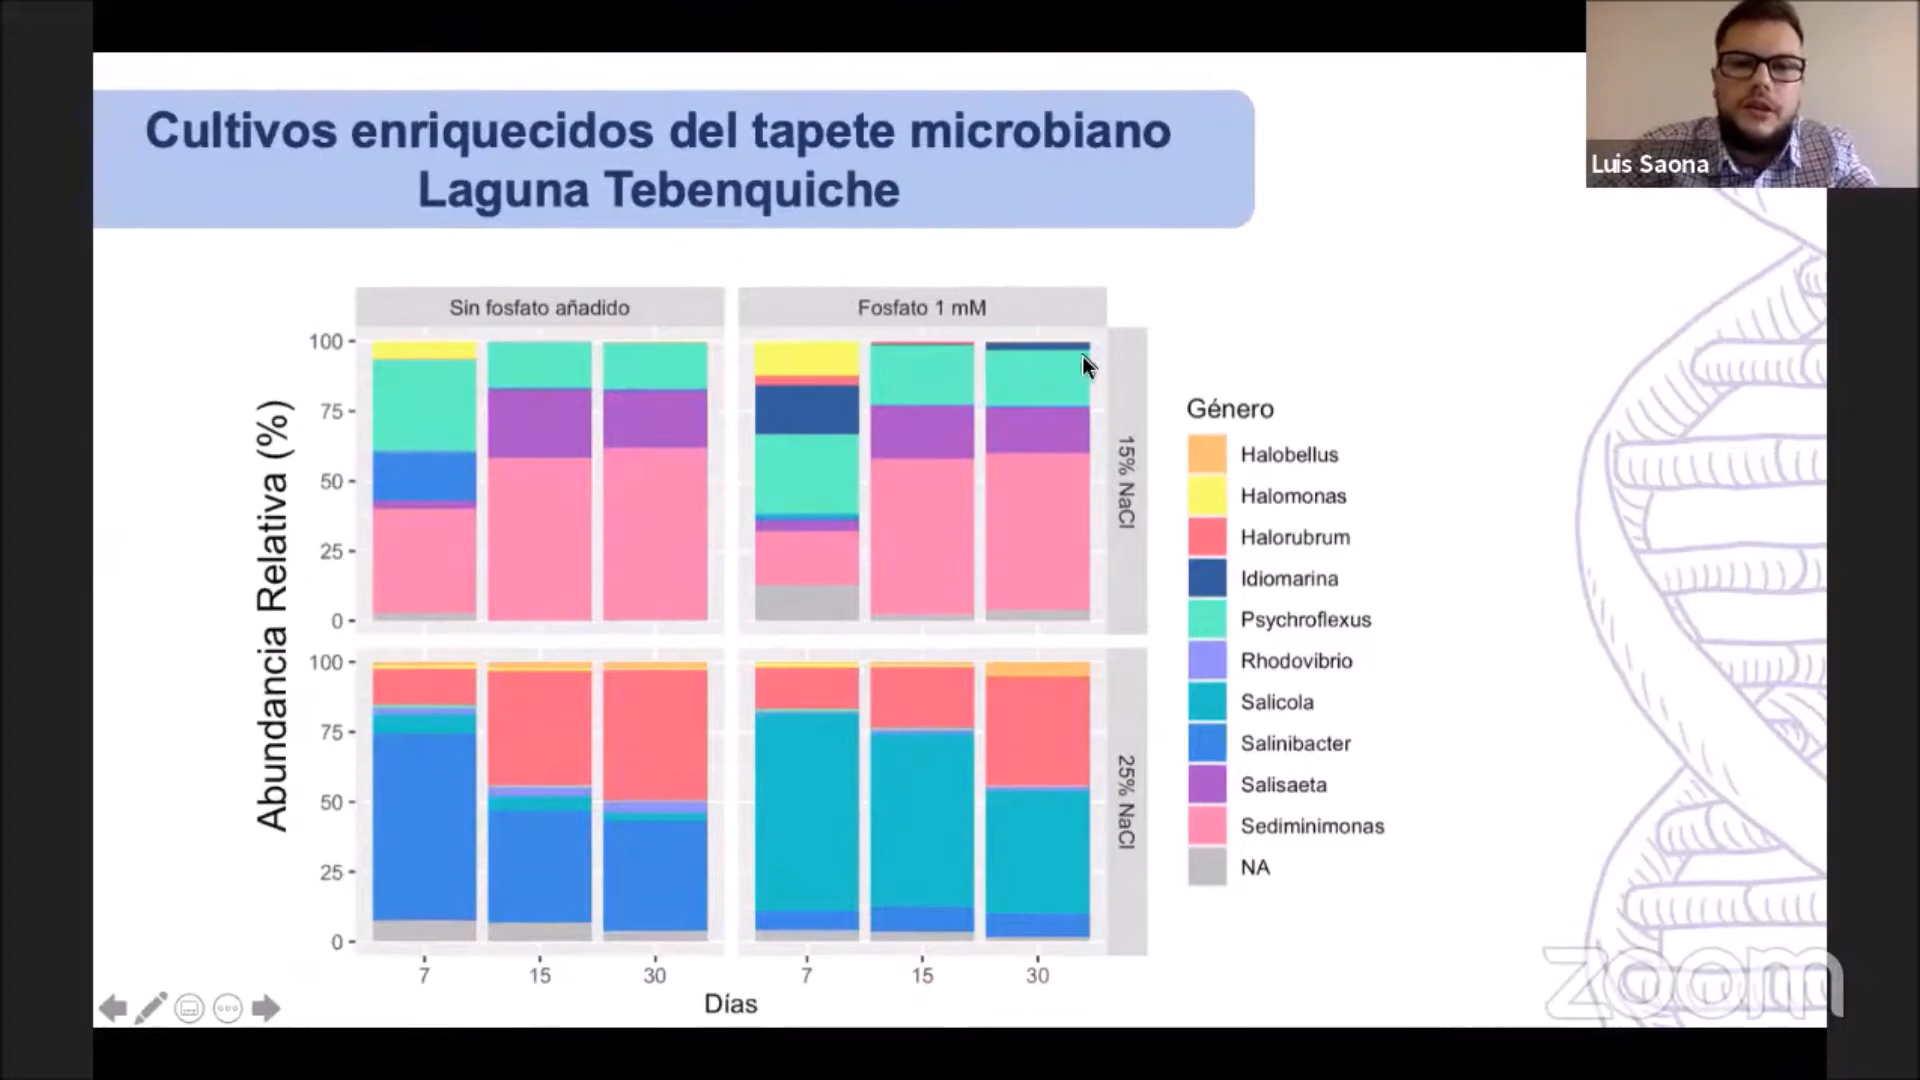 Luis Saona
Cultivos enriquecidos del tapete microbiano
Laguna Tebenquiche
Sin fosfato añadido
Fosfato 1 mM
Abundancia Relativa (%)
100
75
50
25
0
15% NaCl
100
75
50
25
0
25% NaCl
7
15
30
7
15
30
Días
Género
Halobellus
Halomonas
Halorubrum
Idiomarina
Psychroflexus
Rhodovibrio
Salicola
Salinibacter
Salisaeta
Sediminimonas
NA
zoom